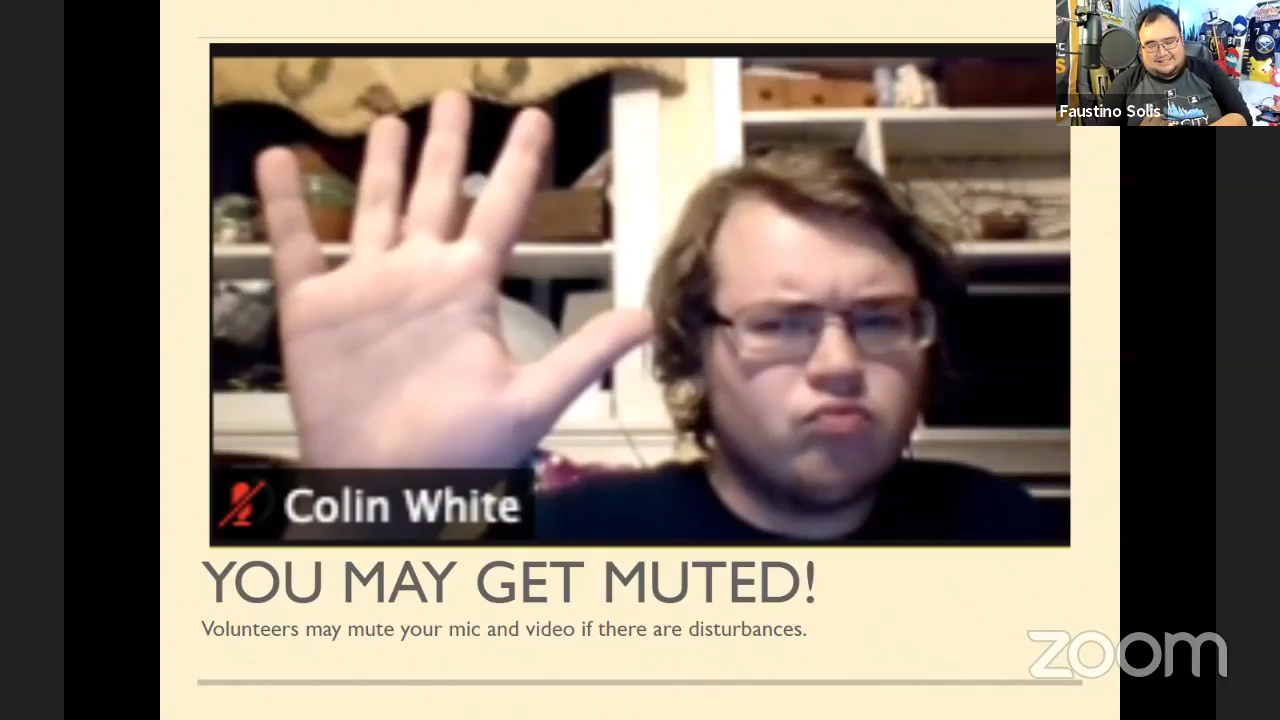 Faustino Solis
Colin White
YOU MAY GET MUTED!
Volunteers may mute your mic and video if there are disturbances.
zoom